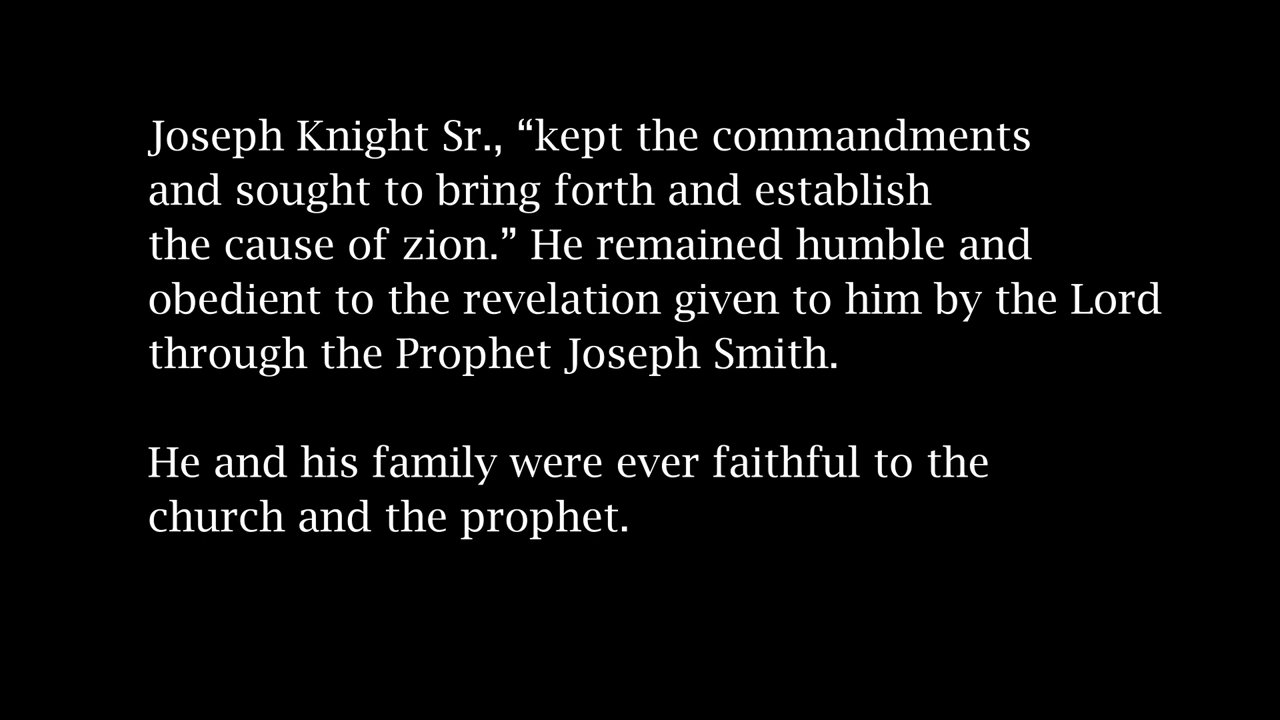 Joseph Knight Sr., “kept the commandments
and sought to bring forth and establish
the cause of zion.” He remained humble and
obedient to the revelation given to him by the Lord
through the Prophet Joseph Smith.
He and his family were ever faithful to the
church and the prophet.